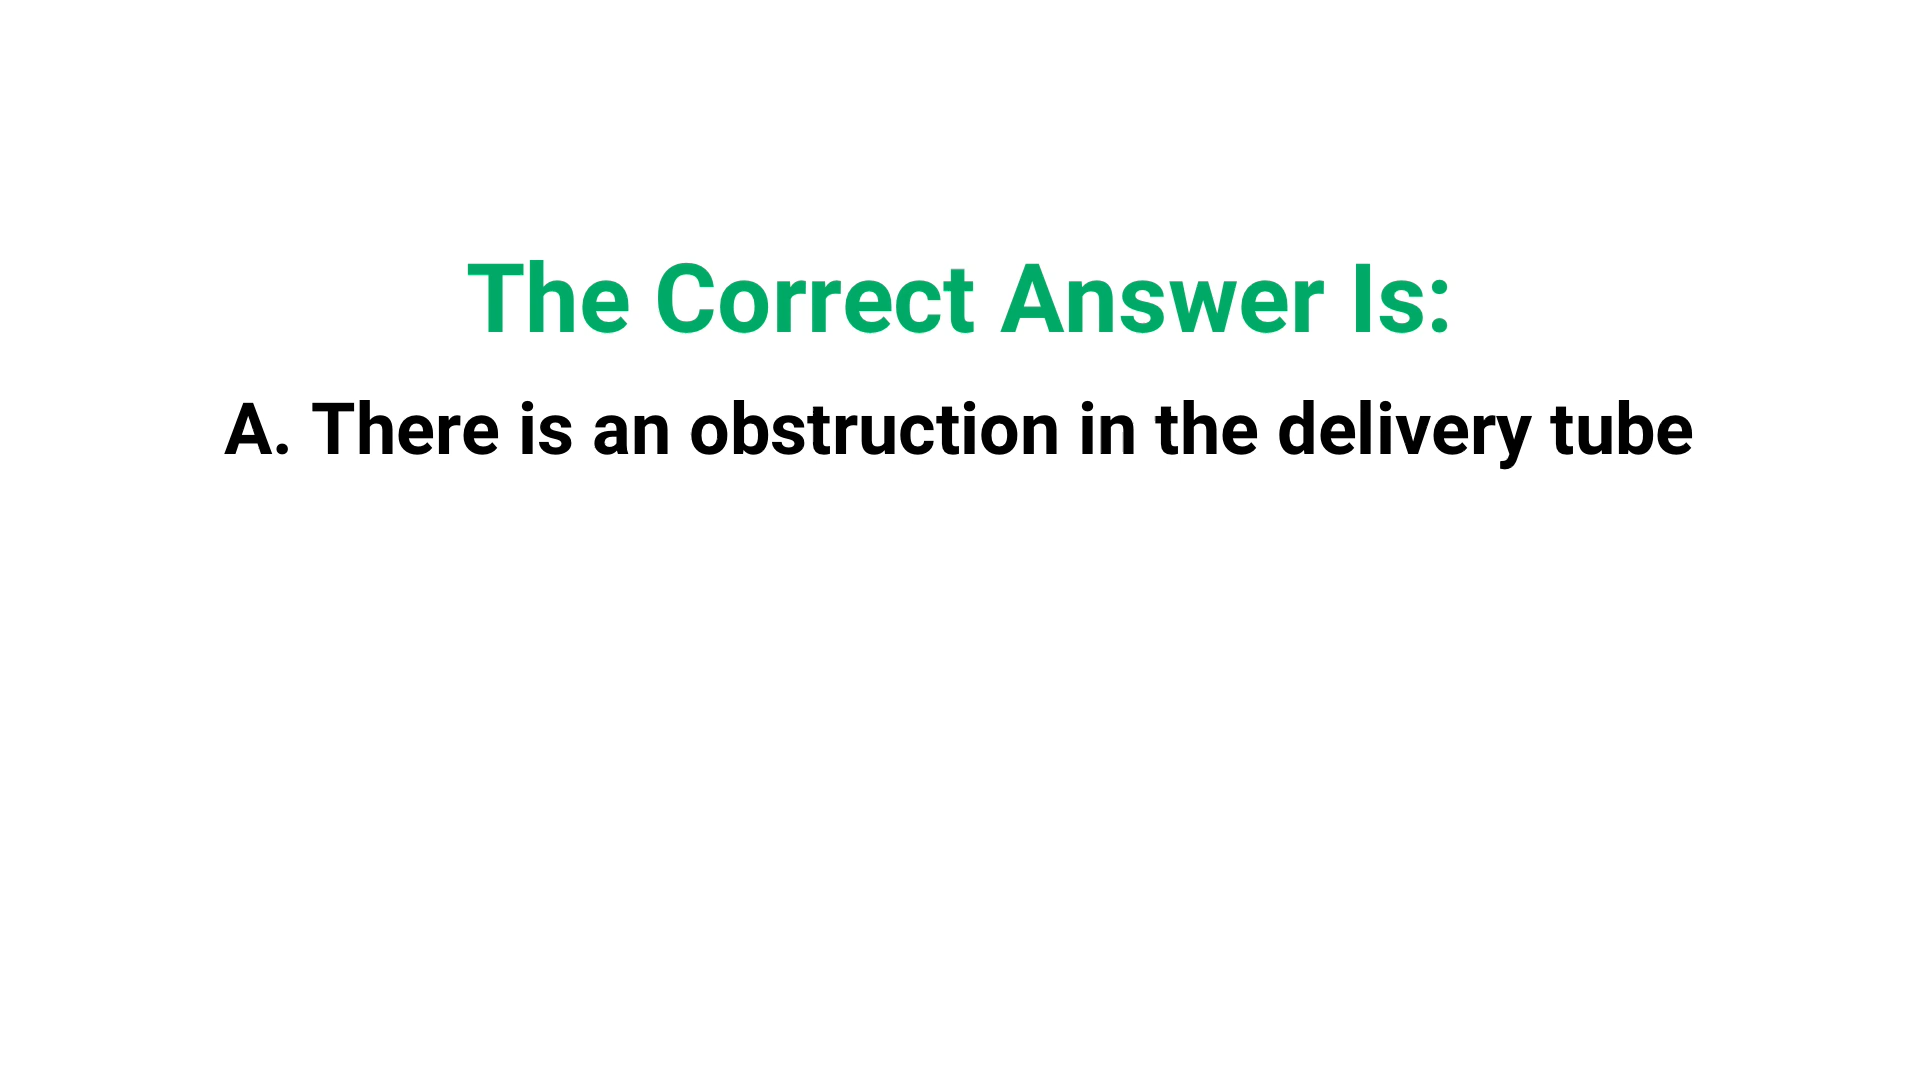 The Correct Answer Is:
A. There is an obstruction in the delivery tube